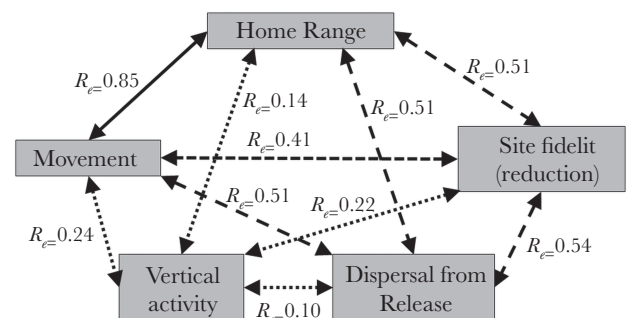 Home Range
Re=0.85
Re=0.14
Re=0.51
Re=0.51
Re=0.41
Movement
Site fidelit
(reduction)
Re=0.51
Re=0.22
Re=0.24
Re=0.54
Vertical
activity
Dispersal from
Release
Re=0.10